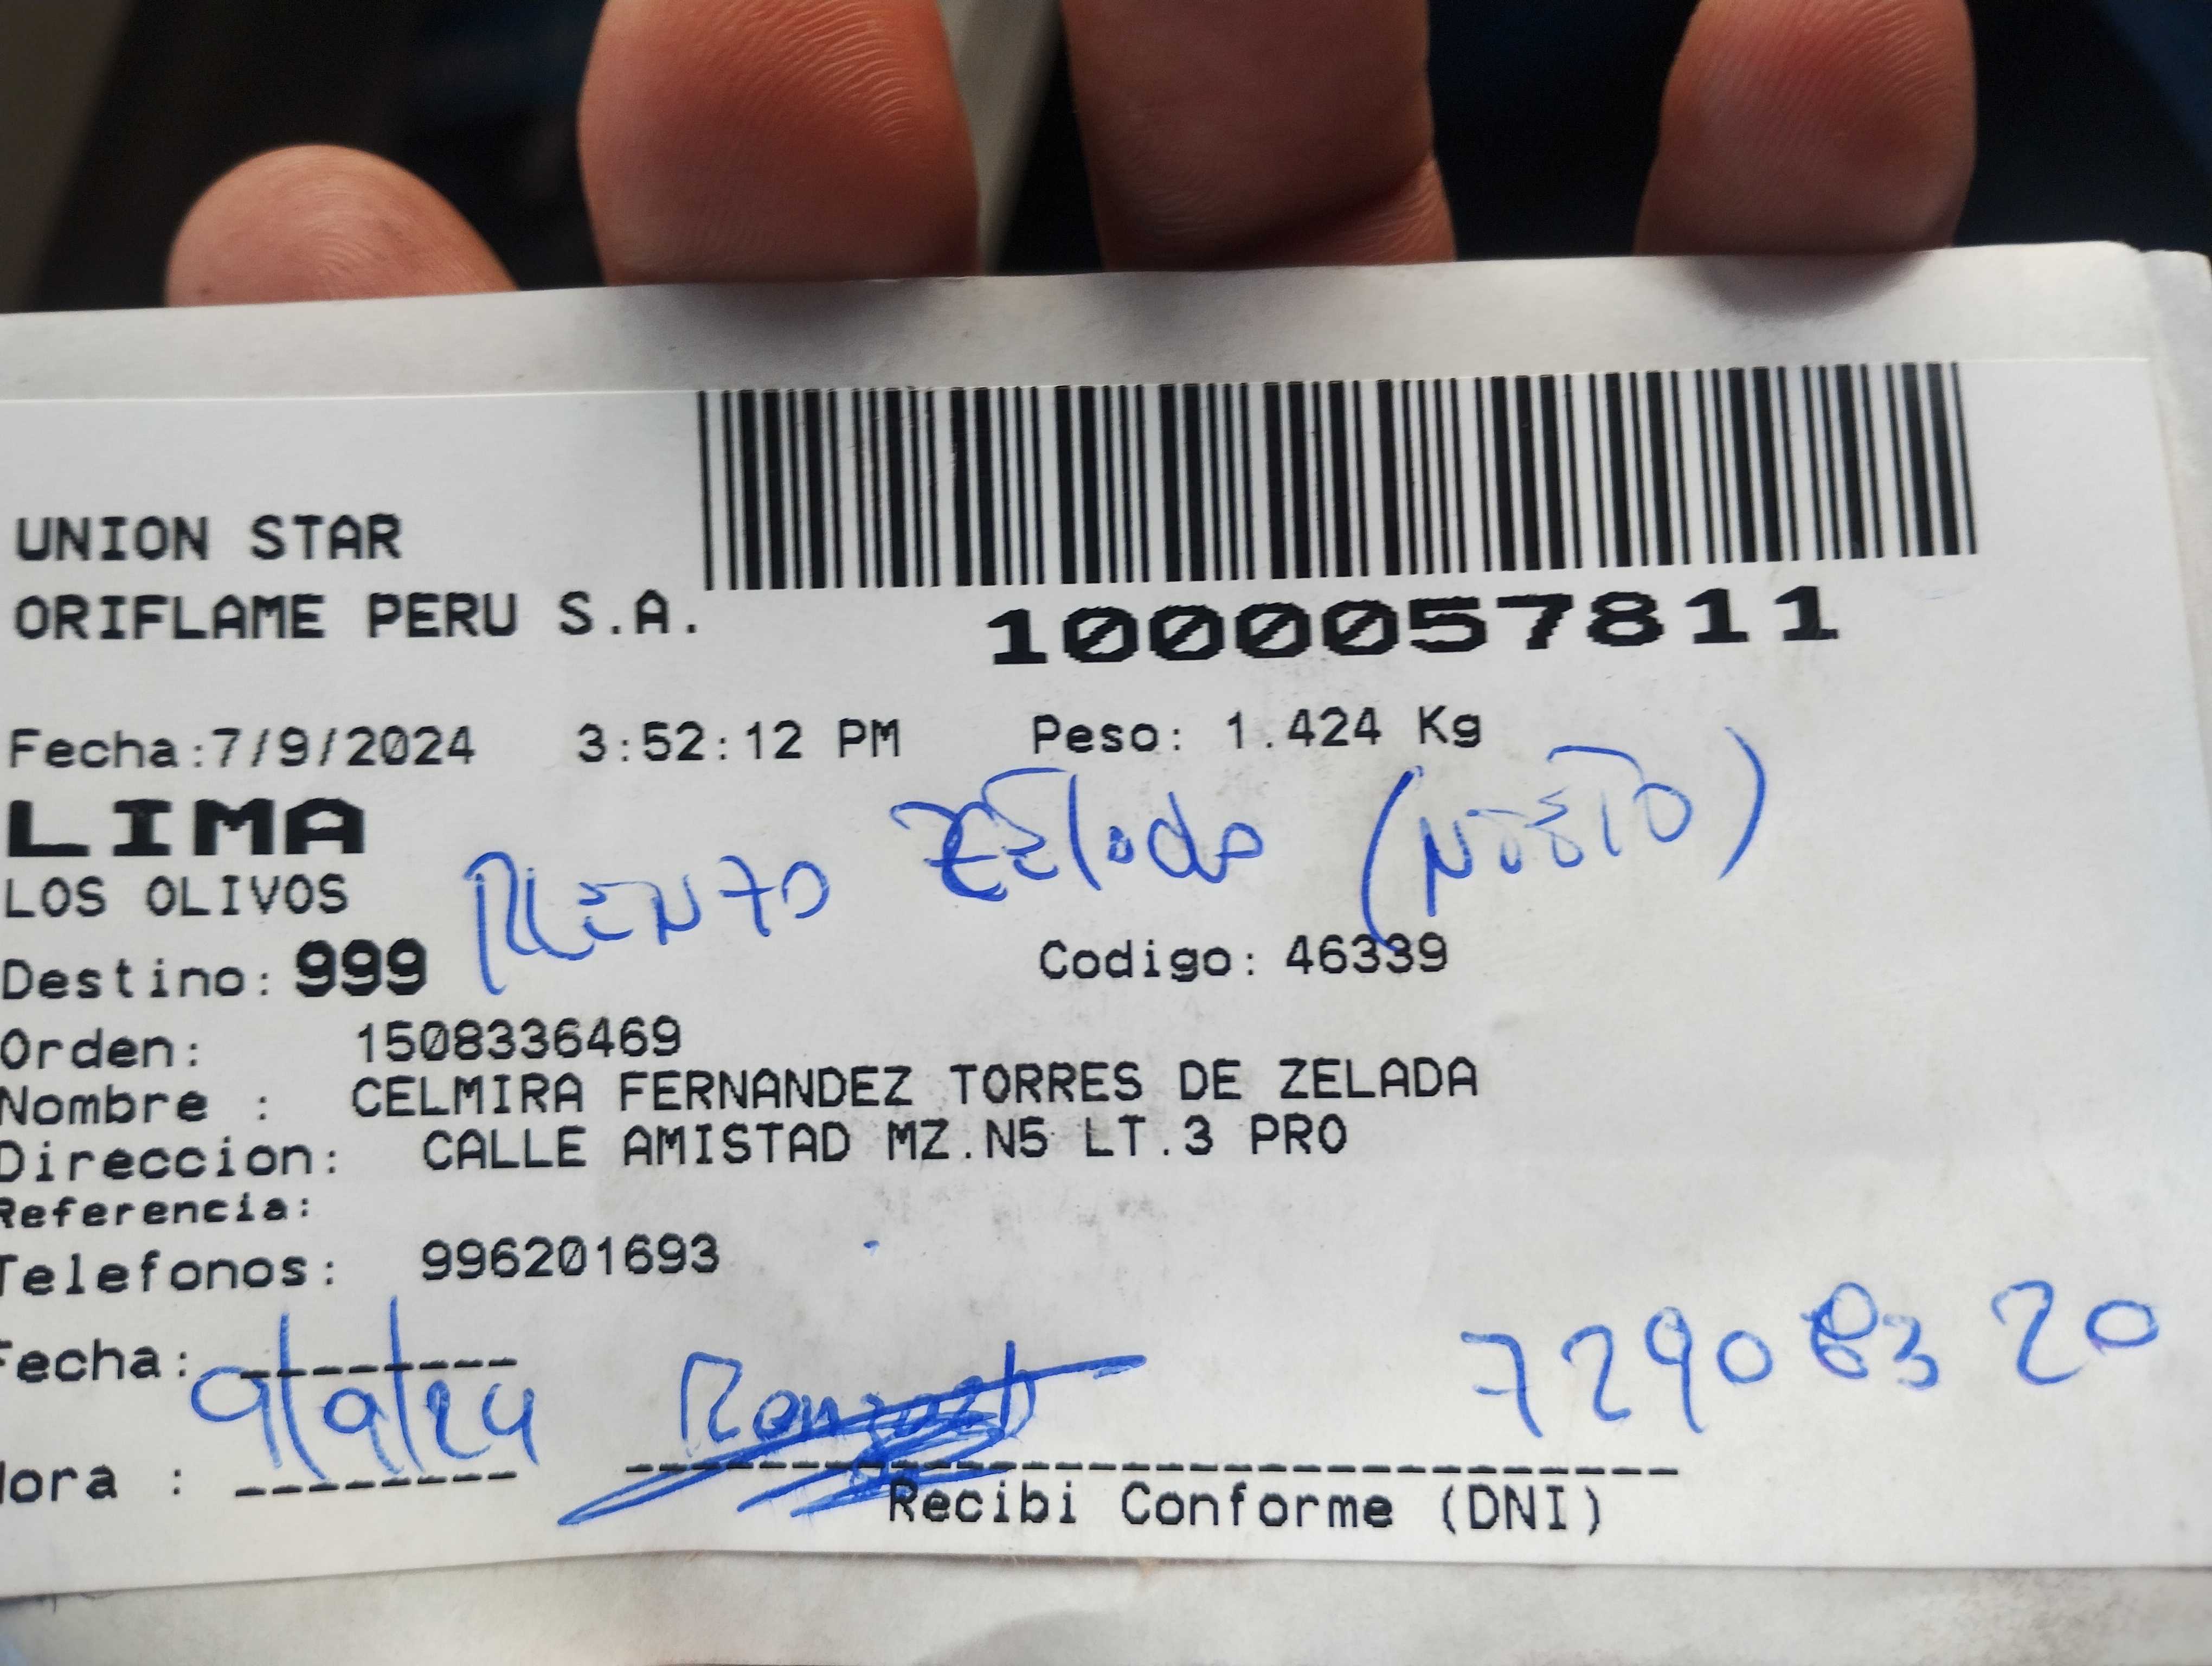 UNION STAR
ORIFLAME PERU S.A.
1000057811
Fecha:7/9/2024 3:52:12 PM Peso: 1.424 Kg
LIMA
LOS OLIVOS
Zelada (NIETO)
Destino: 999 Codigo: 46339
Orden: 1508336469
Nombre : CELMIRA FERNANDEZ TORRES DE ZELADA
Direccion: CALLE AMISTAD MZ.N5 LT.3 PRO
Referencia:
Telefonos: 996201693
Fecha: 9/9/24
Hora :
Recibi Conforme (DNI)